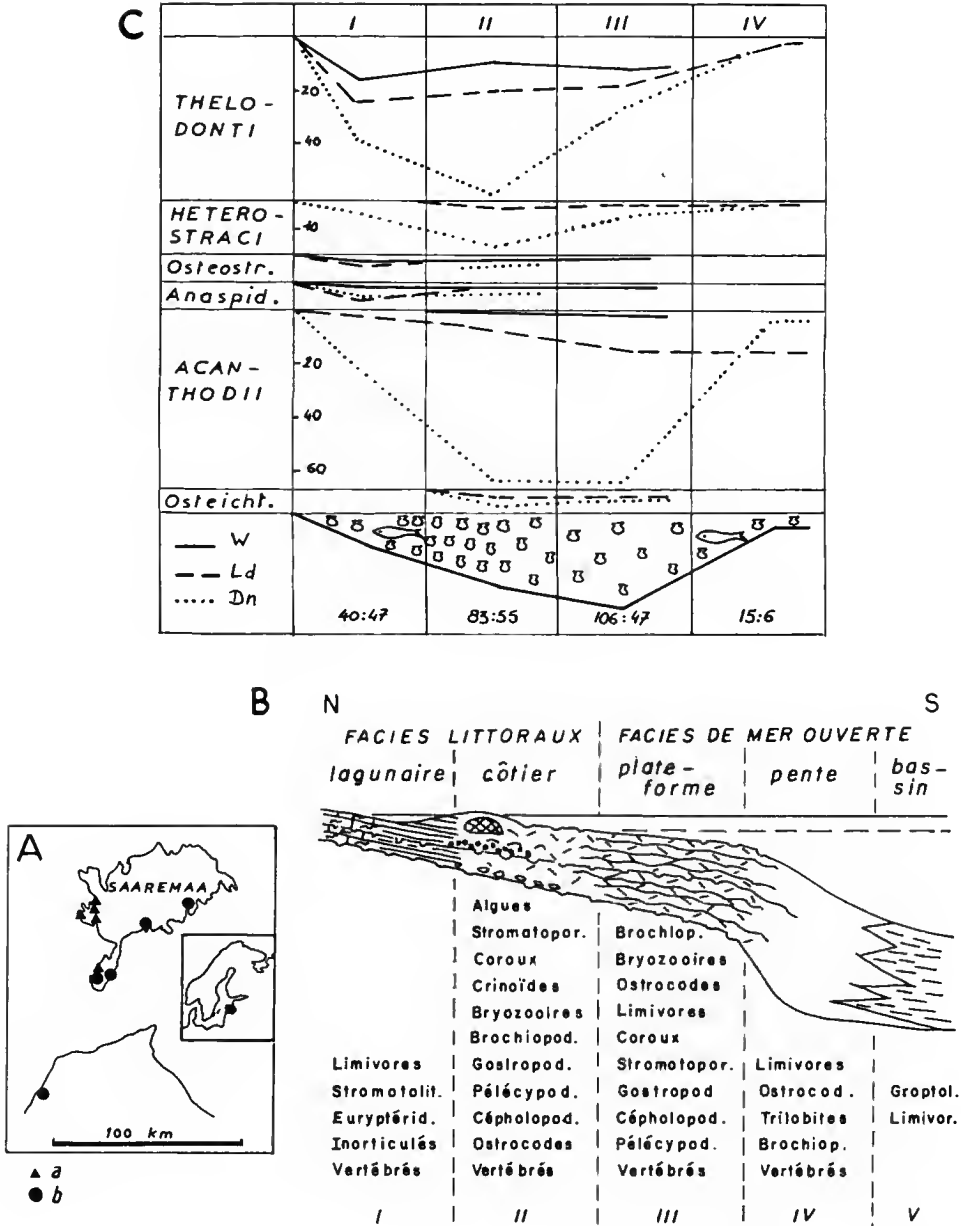 C
I II III IV
THELO-
DONTI
20
40
HETERO-
STRACI
10
Osteostr.
Anaspid.
ACAN-
THODII
20
40
60
Osteicht.
W
Ld
Dn
40:47 83:55 106:47 15:6
B N S
FACIES LITTORAUX FACIES DE MER OUVERTE
lagunaire côtier plate- pente bas-
forme sin
A
SAAREMAA
100 km
a
b
Algues
Stromatopor. Brochiop.
Coroux Bryozooires
Crinoïdes Ostrocodes
Bryozooires Limivores
Brochiopod. Coroux
Limivores Gostropod. Stromotopor. Limivores
Stromatolit. Pélécypod. Gostropod Ostrocod. Groptol.
Euryptérid. Cépholopod. Cépholopod. Trilobites Limivor.
Inorticulés Ostrocodes Pélécypod. Brochiop.
Vertébrés Vertébrés Vertébrés Vertébrés
I II III IV V